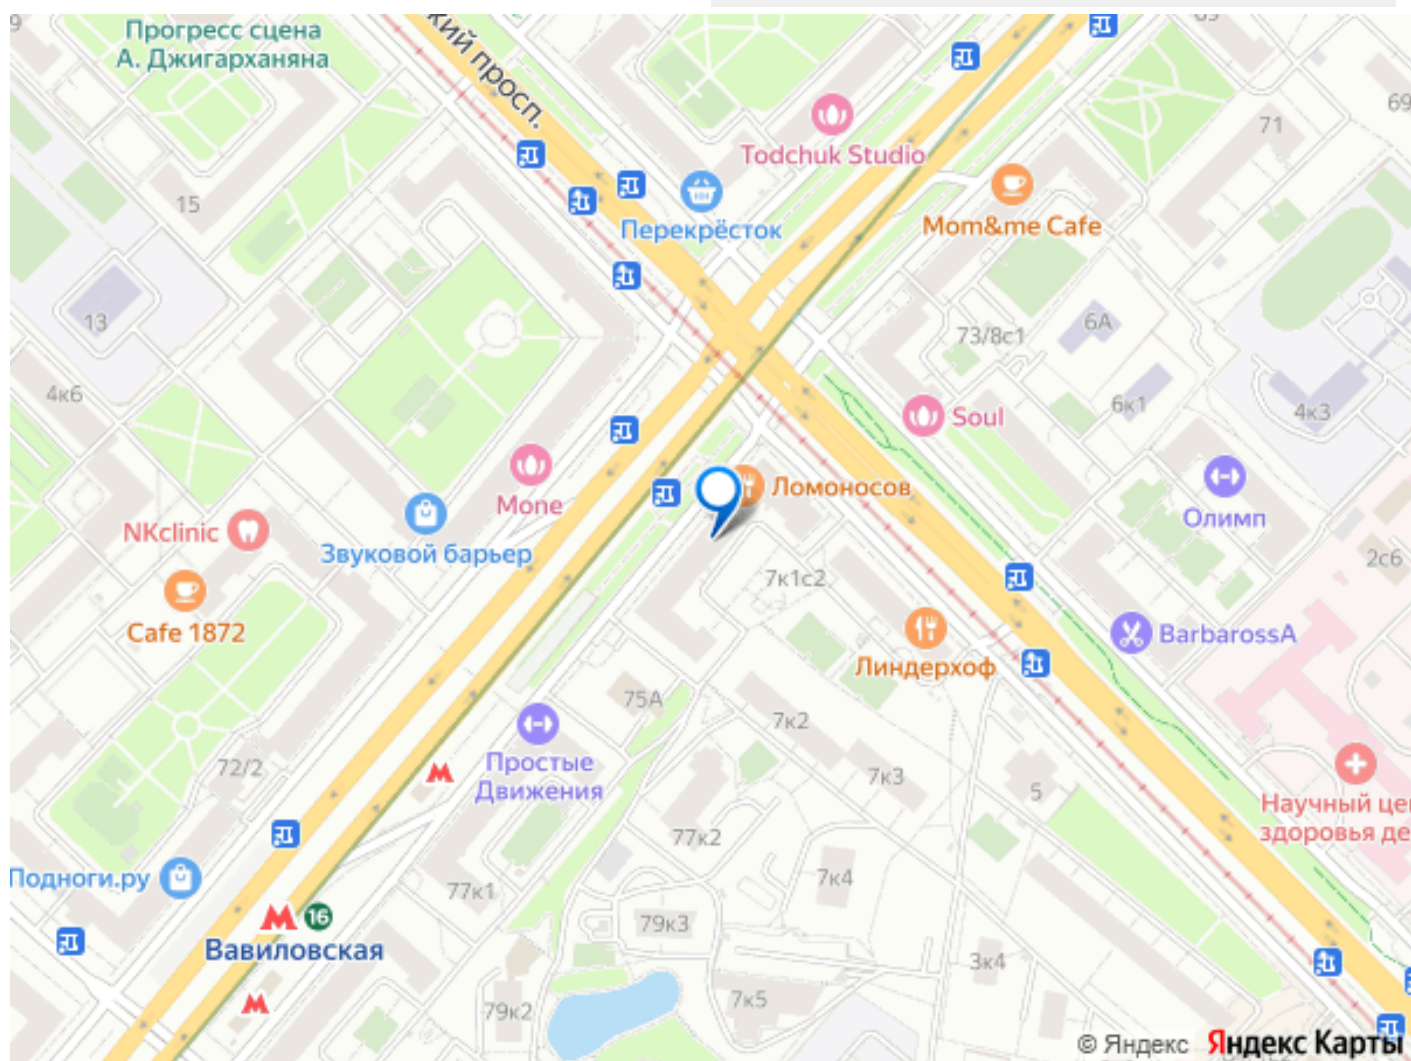 Прогресс сцена
А. Джигарханяна
кий просп.
Todchuk Studio
71
69
15
Перекрёсток
Mom&me Cafe
13
73/8с1
6А
4к6
6к1
4к3
Soul
Mone
Ломоносов
Олимп
NKclinic
Звуковой барьер
2с6
7к1с2
Cafe 1872
BarbarossA
Линдерхоф
75А
7к2
72/2
Простые
Движения
7к3
5
Научный це
здоровья де
77к2
Подноги.ру
77к1
7к4
16
Вавиловская
79к3
3к4
79к2
7к5
© Яндекс Яндекс Карты